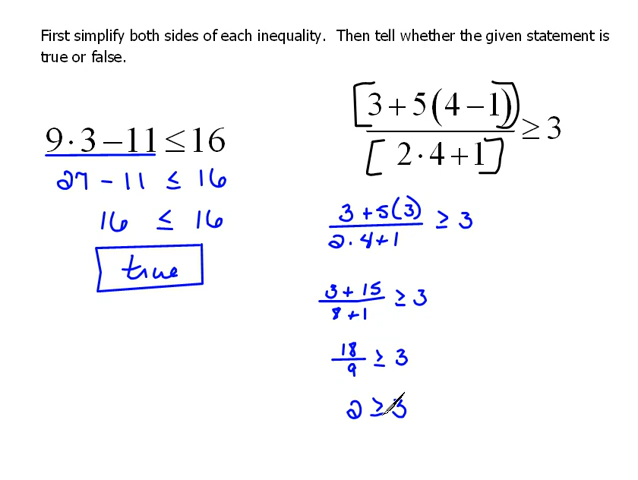 First simplify both sides of each inequality.  Then tell whether the given statement is
true or false.
9 · 3 − 11 ≤ 16
27 - 11 ≤ 16
16 ≤ 16
true
[3 + 5(4 − 1)]
[2 · 4 + 1]
≥ 3
3 + 5(3)
2 · 4 + 1
≥ 3
3 + 15
8 + 1
≥ 3
18
9
≥ 3
2 ≥ 3